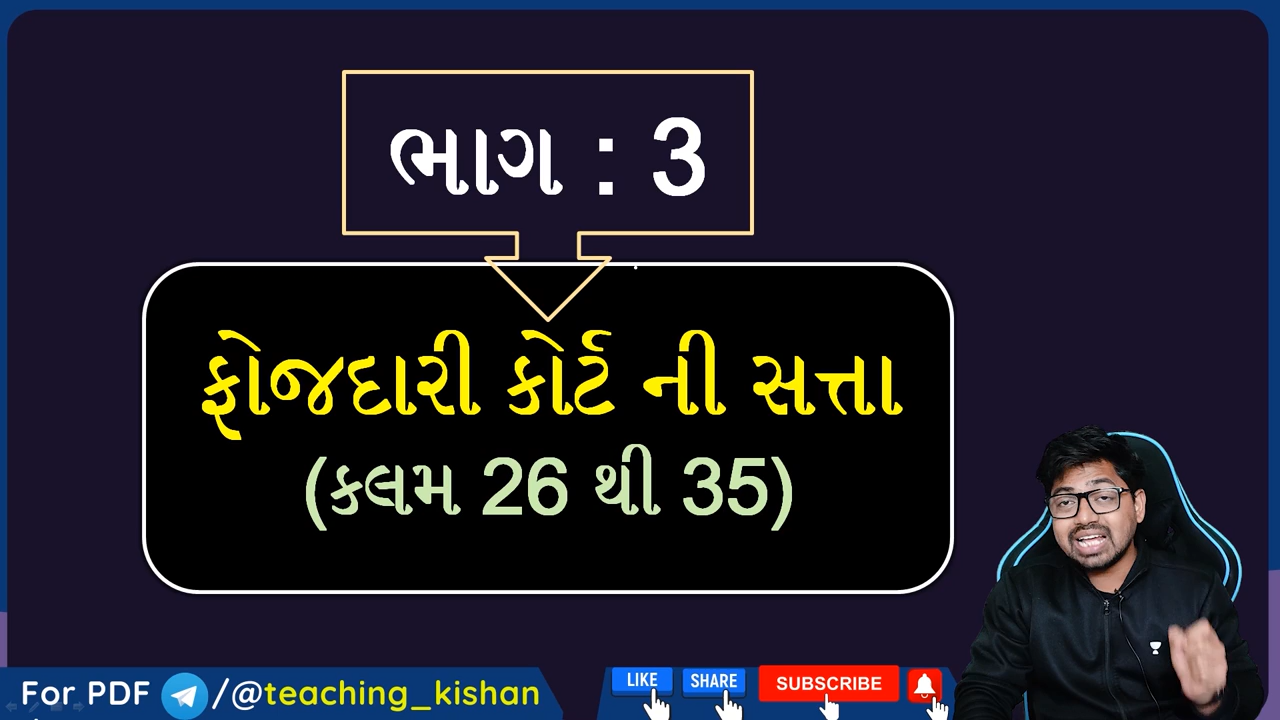 ભાગ : 3
ફોજદારી કોર્ટ ની સત્તા
(કલમ 26 થી 35)
For PDF /@teaching_kishan
LIKE SHARE SUBSCRIBE